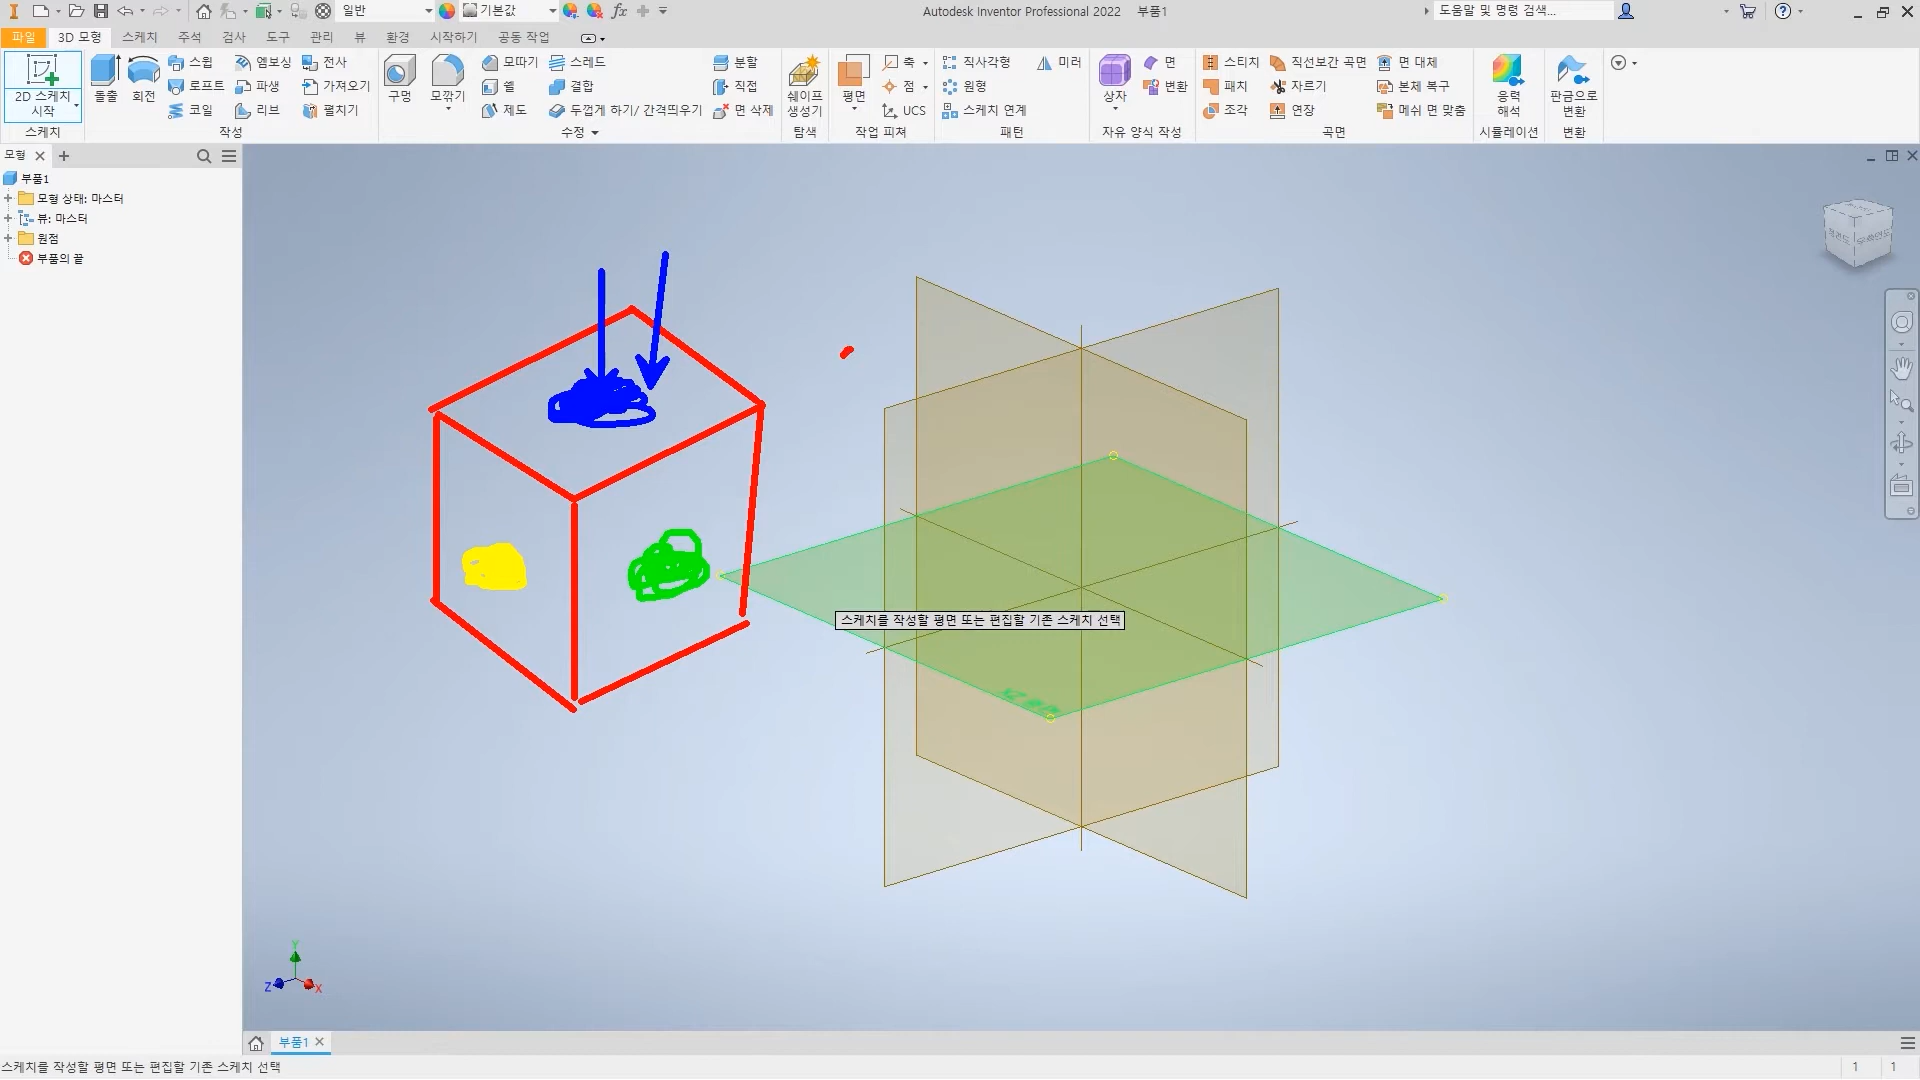 일반
기본값
fx
Autodesk Inventor Professional 2022 부품1
도움말 및 명령 검색...
파일 3D 모형 스케치 주석 검사 도구 관리 뷰 환경 시작하기 공동 작업
2D 스케치
시작
스케치
돌출
회전
스윕
로프트
코일
엠보싱
파생
리브
전사
가져오기
펼치기
작성
구멍
모깎기
모따기
쉘
제도
스레드
결합
두껍게 하기/ 간격띄우기
분할
직접
면 삭제
수정
쉐이프
생성기
탐색
평면
축
점
UCS
작업 피쳐
직사각형
원형
스케치 연계
미러
패턴
상자
면
변환
자유 양식 작성
스티치
패치
조각
직선보간 곡면
자르기
연장
면 대체
본체 복구
메쉬 면 맞춤
곡면
응력
해석
시뮬레이션
판금으로
변환
변환
모형
부품1
모형 상태: 마스터
뷰: 마스터
원점
부품의 끝
스케치를 작성할 평면 또는 편집할 기존 스케치 선택
XZ 평면
Y
Z
X
부품1
스케치를 작성할 평면 또는 편집할 기존 스케치 선택
1 1